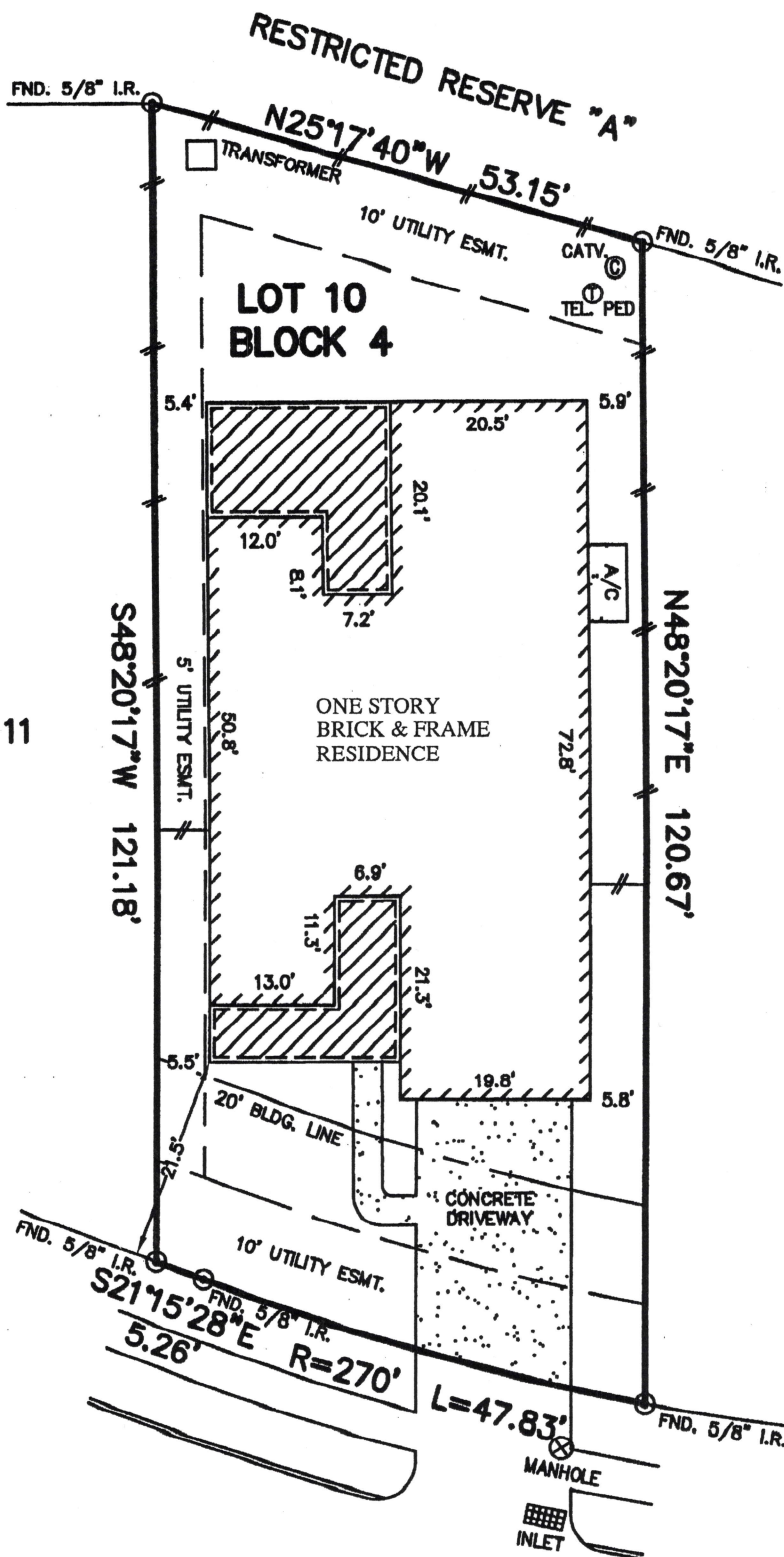 RESTRICTED RESERVE "A"
FND. 5/8" I.R.
N25°17'40"W 53.15'
TRANSFORMER
10' UTILITY ESMT.
FND. 5/8" I.R.
CATV.
C
T
TEL. PED
LOT 10
BLOCK 4
5.4'
20.5'
5.9'
20.1'
12.0'
8.1'
7.2'
A/C
S48°20'17"W 121.18'
N48°20'17"E 120.67'
5' UTILITY ESMT.
50.8'
ONE STORY
BRICK & FRAME
RESIDENCE
72.8'
11
6.9'
11.3'
21.3'
13.0'
5.5'
19.8'
5.8'
20' BLDG. LINE
21.5'
CONCRETE
DRIVEWAY
10' UTILITY ESMT.
FND. 5/8" I.R.
FND. 5/8" I.R.
S21°15'28"E
5.26'
R=270'
L=47.83'
FND. 5/8" I.R.
MANHOLE
INLET